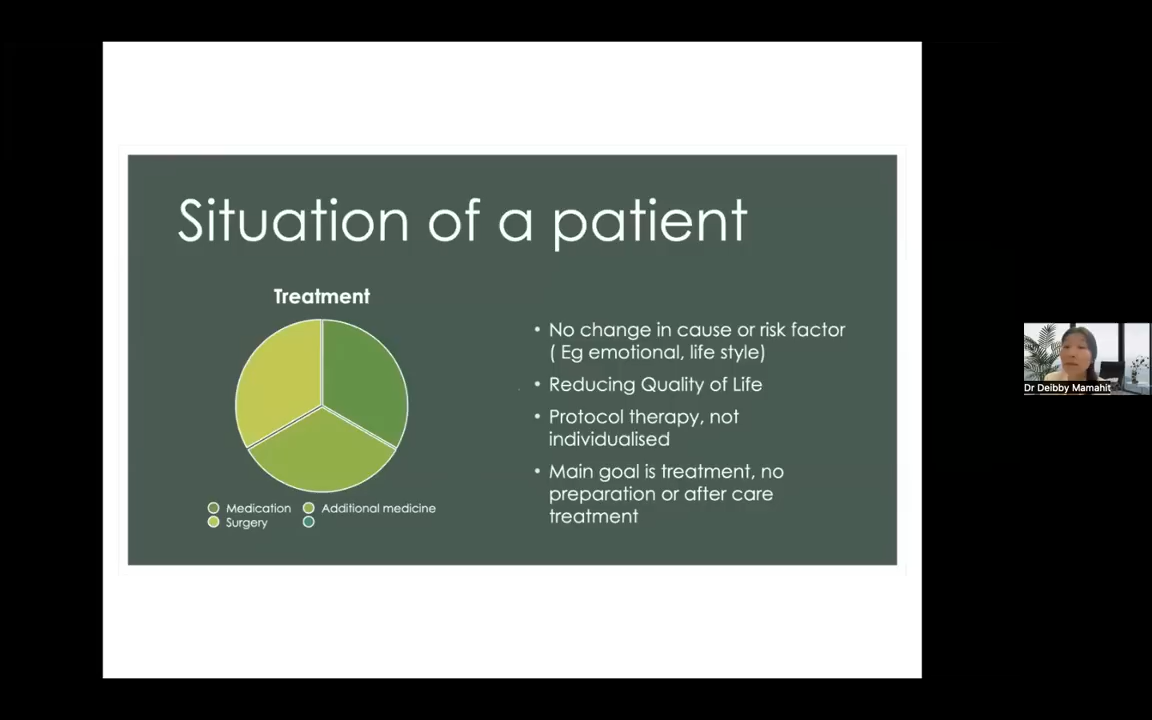 Situation of a patient
Treatment
Medication
Additional medicine
Surgery
• No change in cause or risk factor
( Eg emotional, life style)
• Reducing Quality of Life
• Protocol therapy, not
individualised
• Main goal is treatment, no
preparation or after care
treatment
Dr Deibby Mamahit